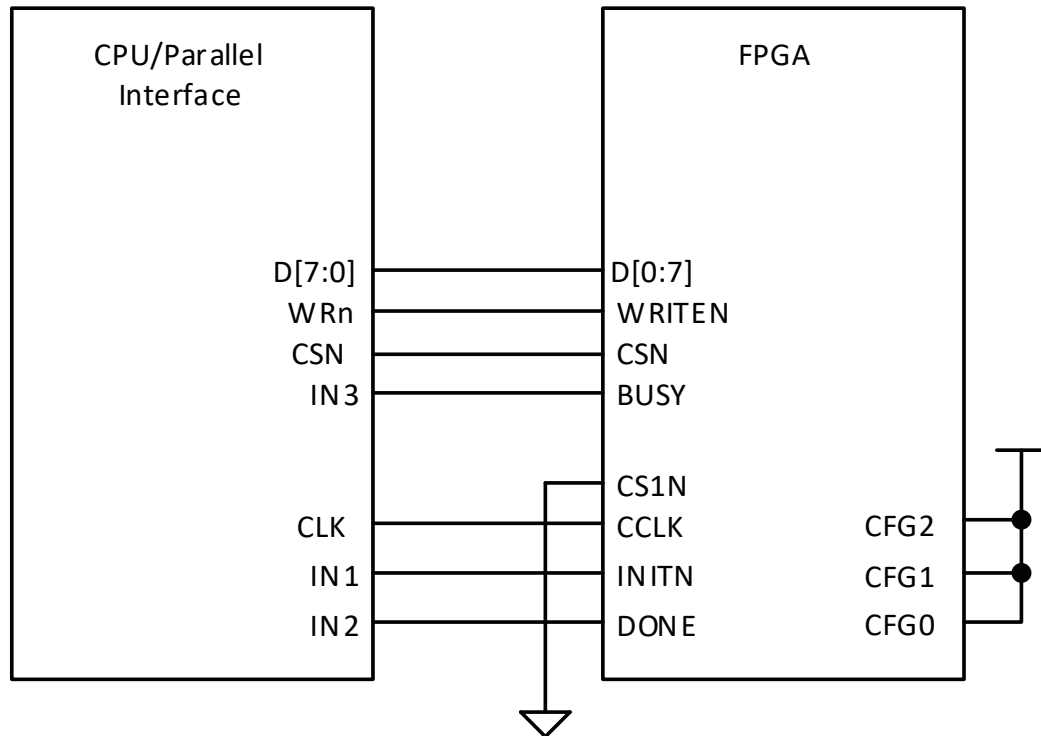 CPU/Parallel
Interface
D[7:0]
WRn
CSN
IN3
CLK
IN1
IN2
FPGA
D[0:7]
WRITEN
CSN
BUSY
CS1N
CCLK
INITN
DONE
CFG2
CFG1
CFG0